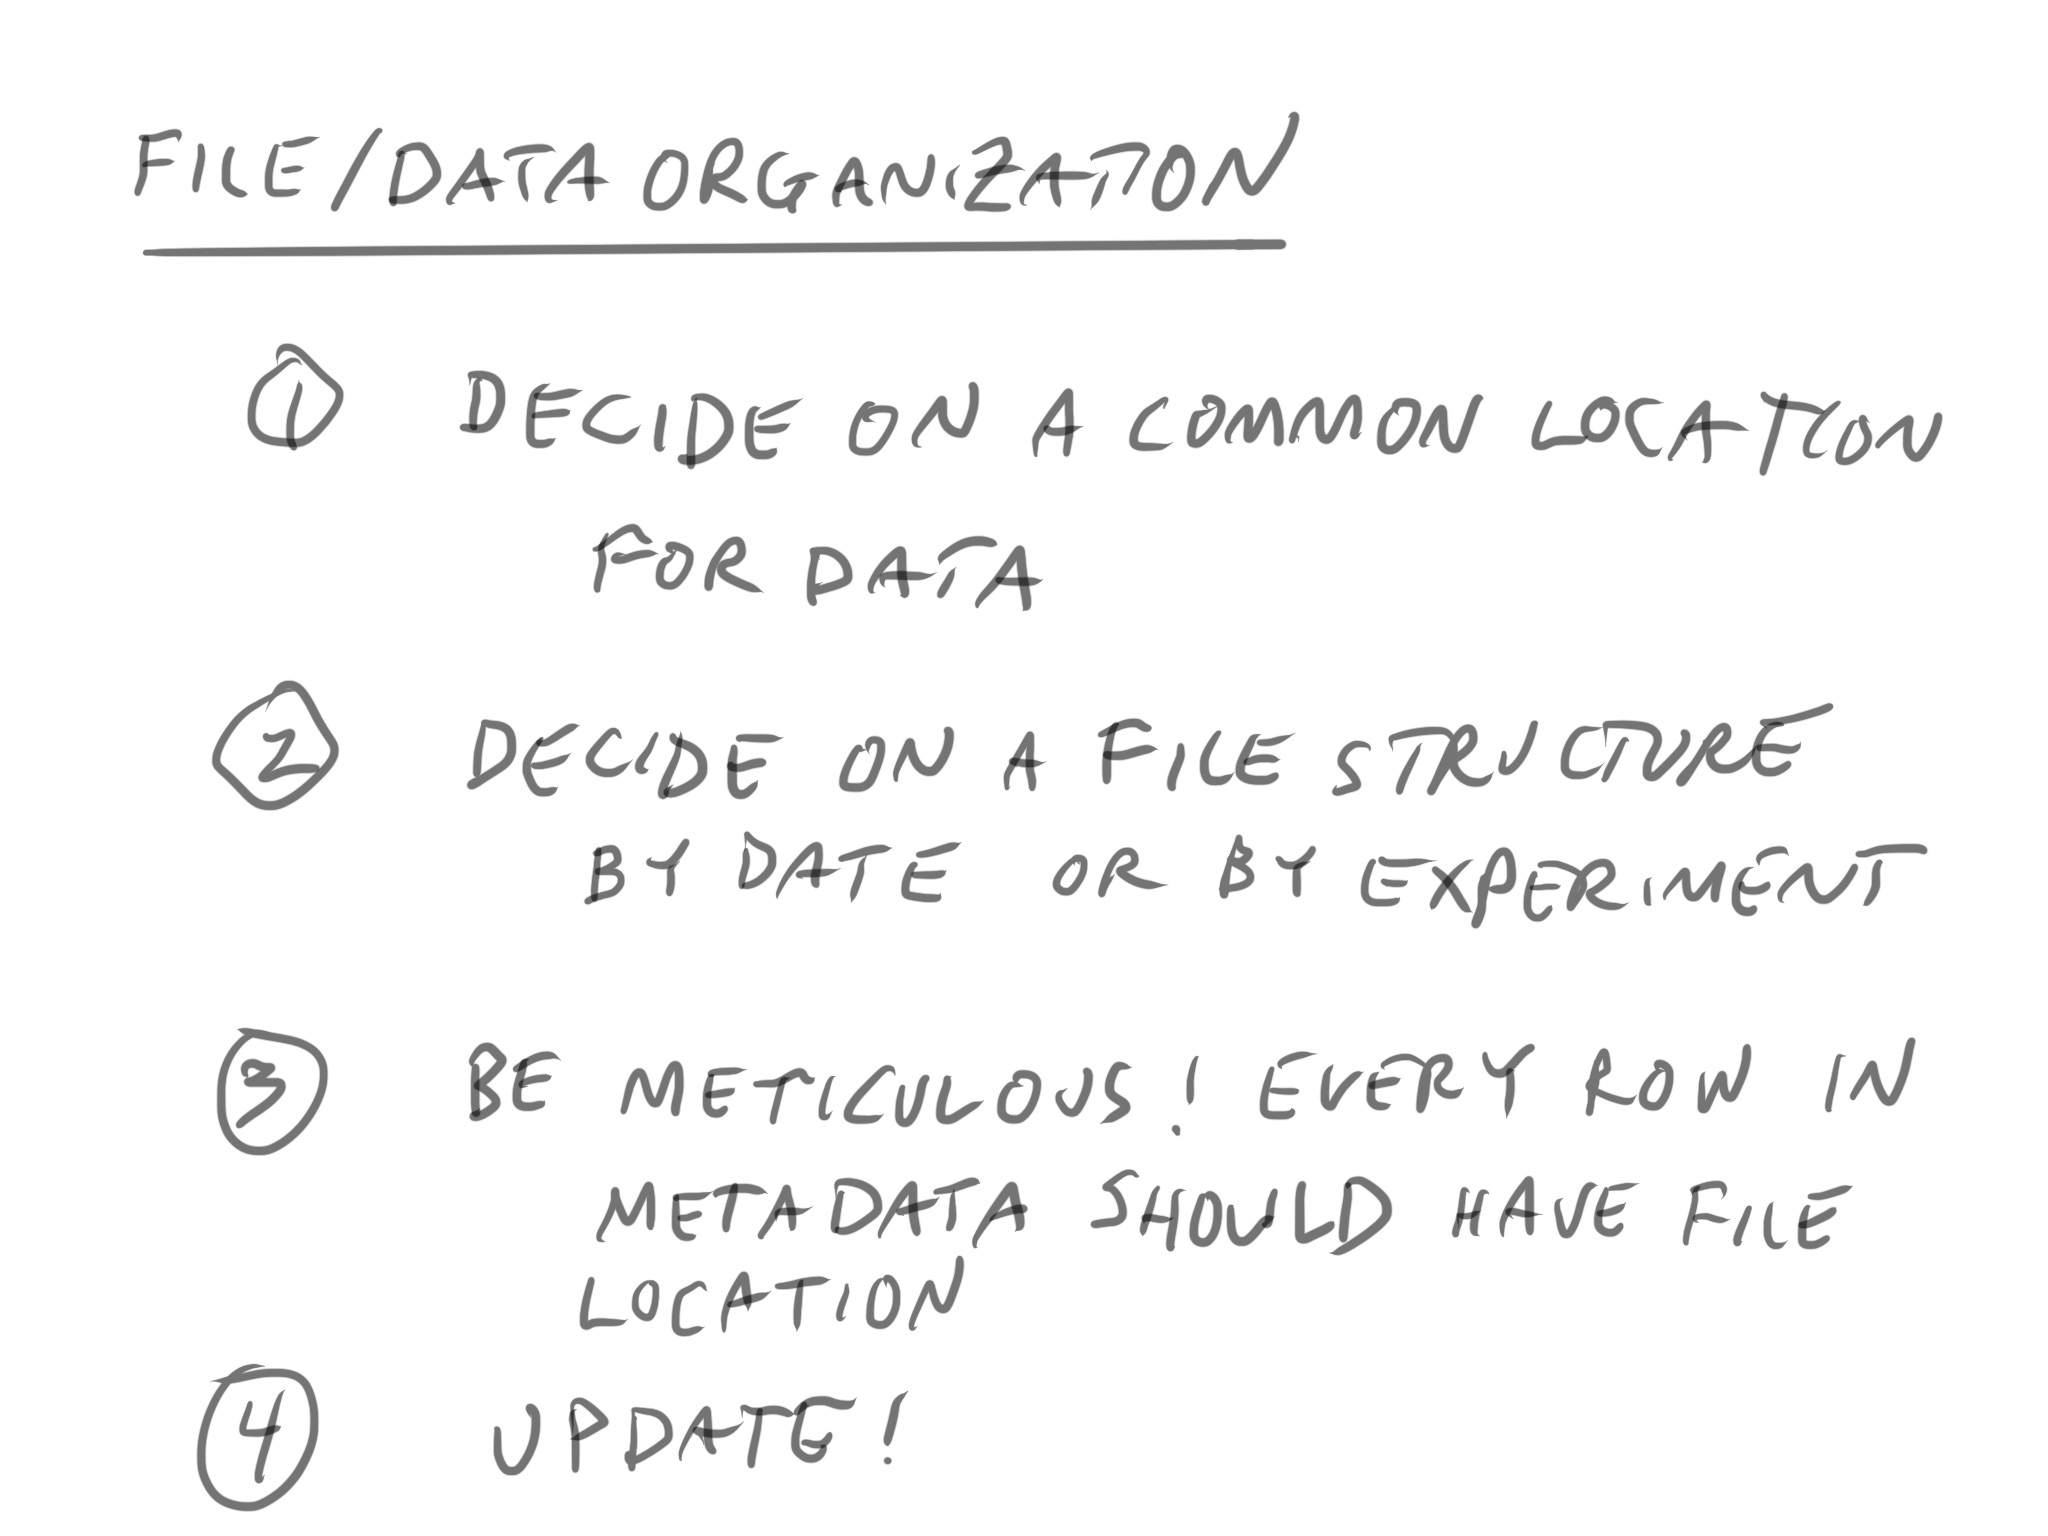 FILE/DATA ORGANIZATION
① DECIDE ON A COMMON LOCATION
FOR DATA
② DECIDE ON A FILE STRUCTURE
BY DATE OR BY EXPERIMENT
③ BE METICULOUS! EVERY ROW IN
METADATA SHOULD HAVE FILE
LOCATION
④ UPDATE!